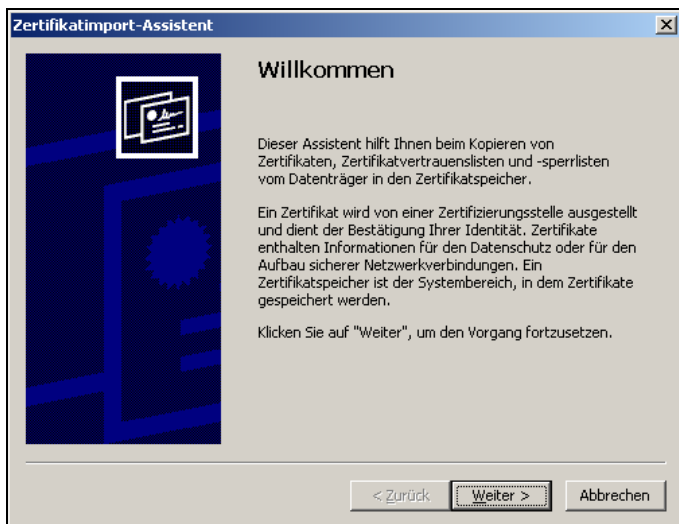 Zertifikatimport-Assistent
Willkommen
Dieser Assistent hilft Ihnen beim Kopieren von
Zertifikaten, Zertifikatvertrauenslisten und -sperrlisten
vom Datenträger in den Zertifikatspeicher.
Ein Zertifikat wird von einer Zertifizierungsstelle ausgestellt
und dient der Bestätigung Ihrer Identität. Zertifikate
enthalten Informationen für den Datenschutz oder für den
Aufbau sicherer Netzwerkverbindungen. Ein
Zertifikatspeicher ist der Systembereich, in dem Zertifikate
gespeichert werden.
Klicken Sie auf "Weiter", um den Vorgang fortzusetzen.
< Zurück Weiter > Abbrechen